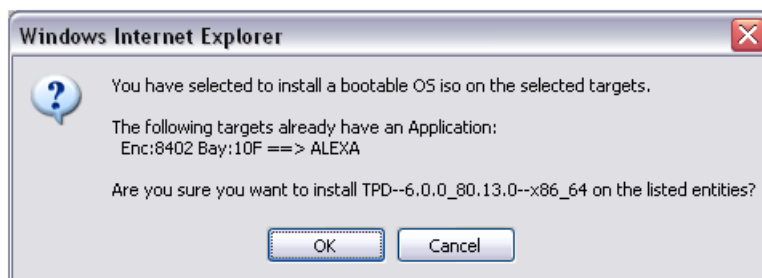 Windows Internet Explorer
You have selected to install a bootable OS iso on the selected targets.
The following targets already have an Application:
Enc:8402 Bay:10F ==> ALEXA
Are you sure you want to install TPD--6.0.0_80.13.0--x86_64 on the listed entities?
OK
Cancel